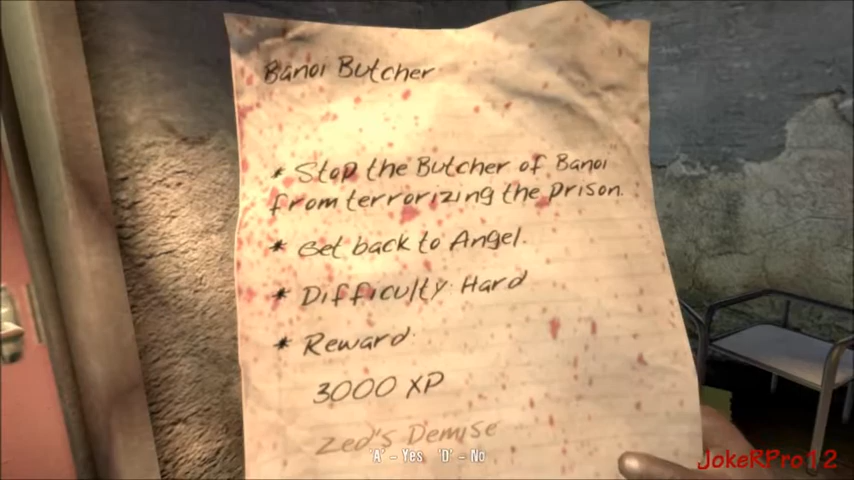 Banoi Butcher
* Stop the Butcher of Banoi
from terrorizing the prison.
* Get back to Angel.
* Difficulty: Hard
* Reward:
3000 XP
Zed's Demise
'A' - Yes  'D' - No
JokeRPro12